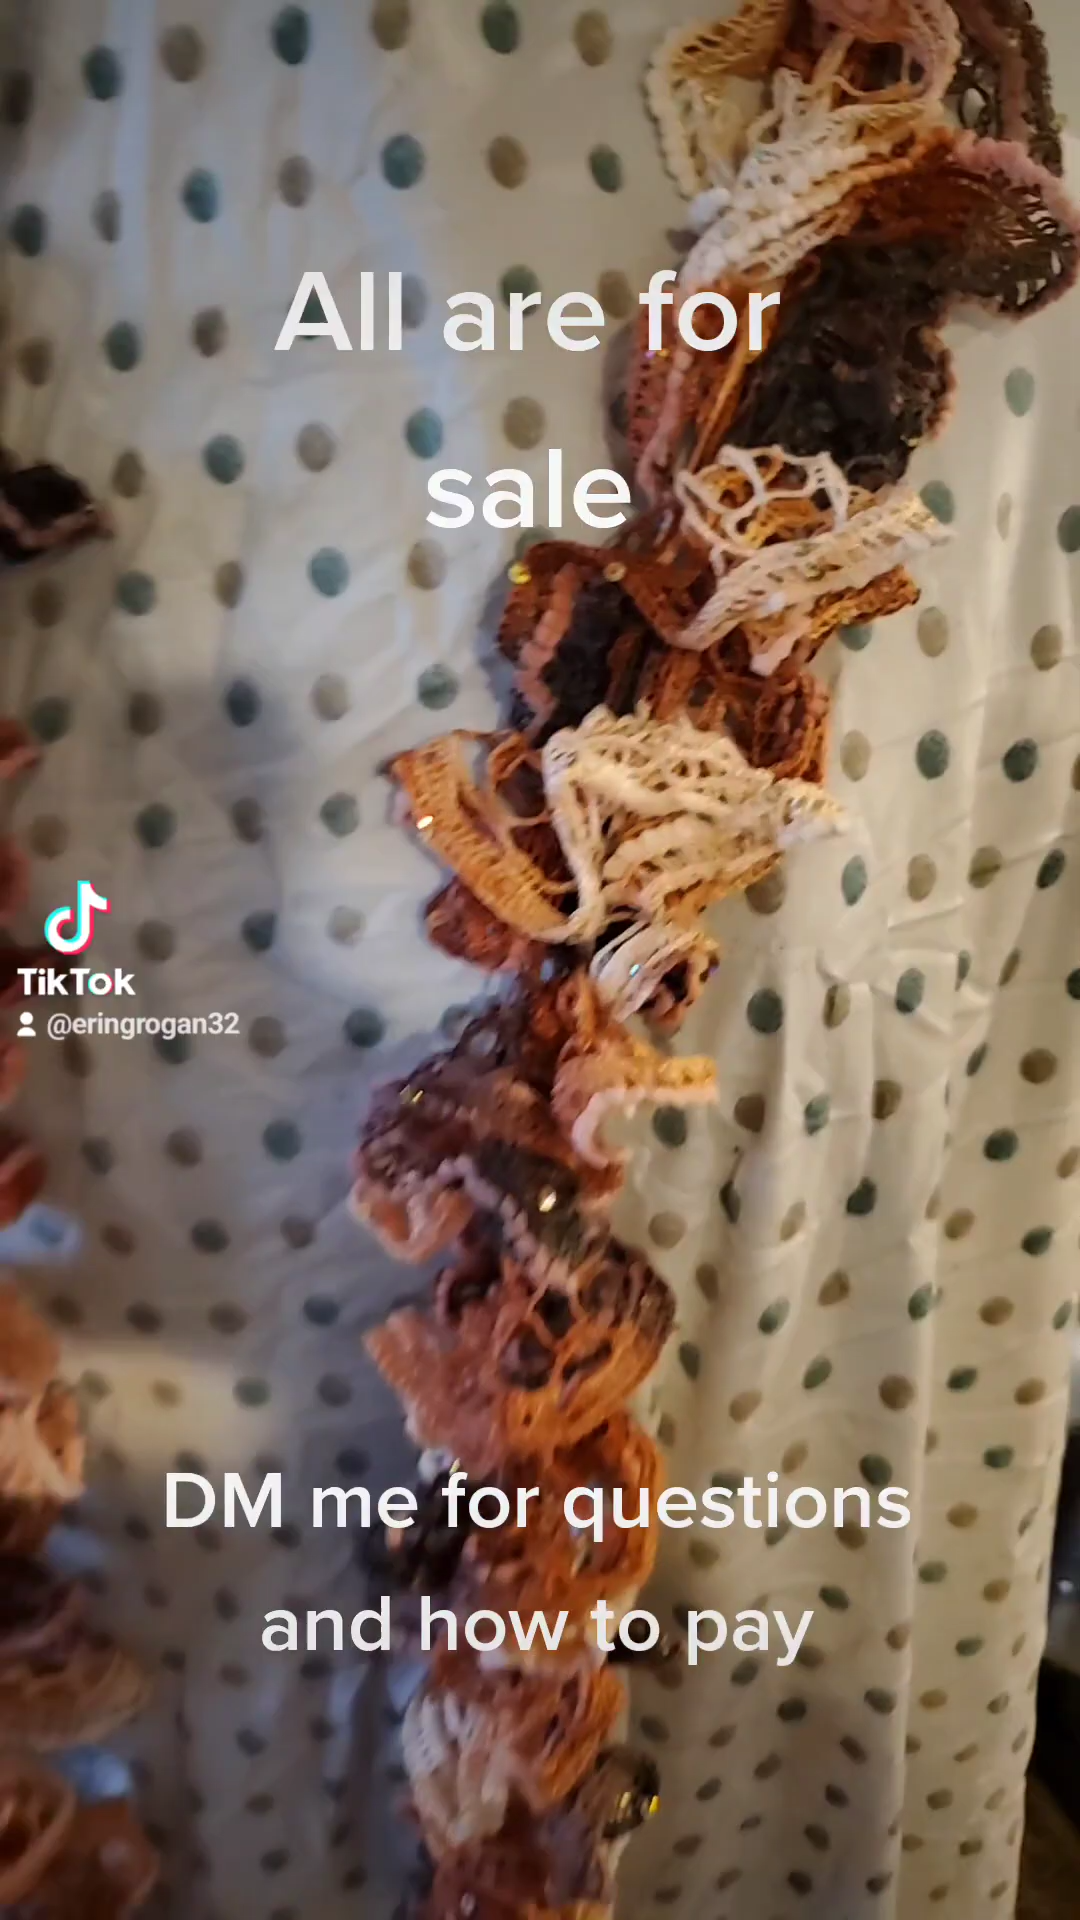 All are for
sale
TikTok
@eringrogan32
DM me for questions
and how to pay